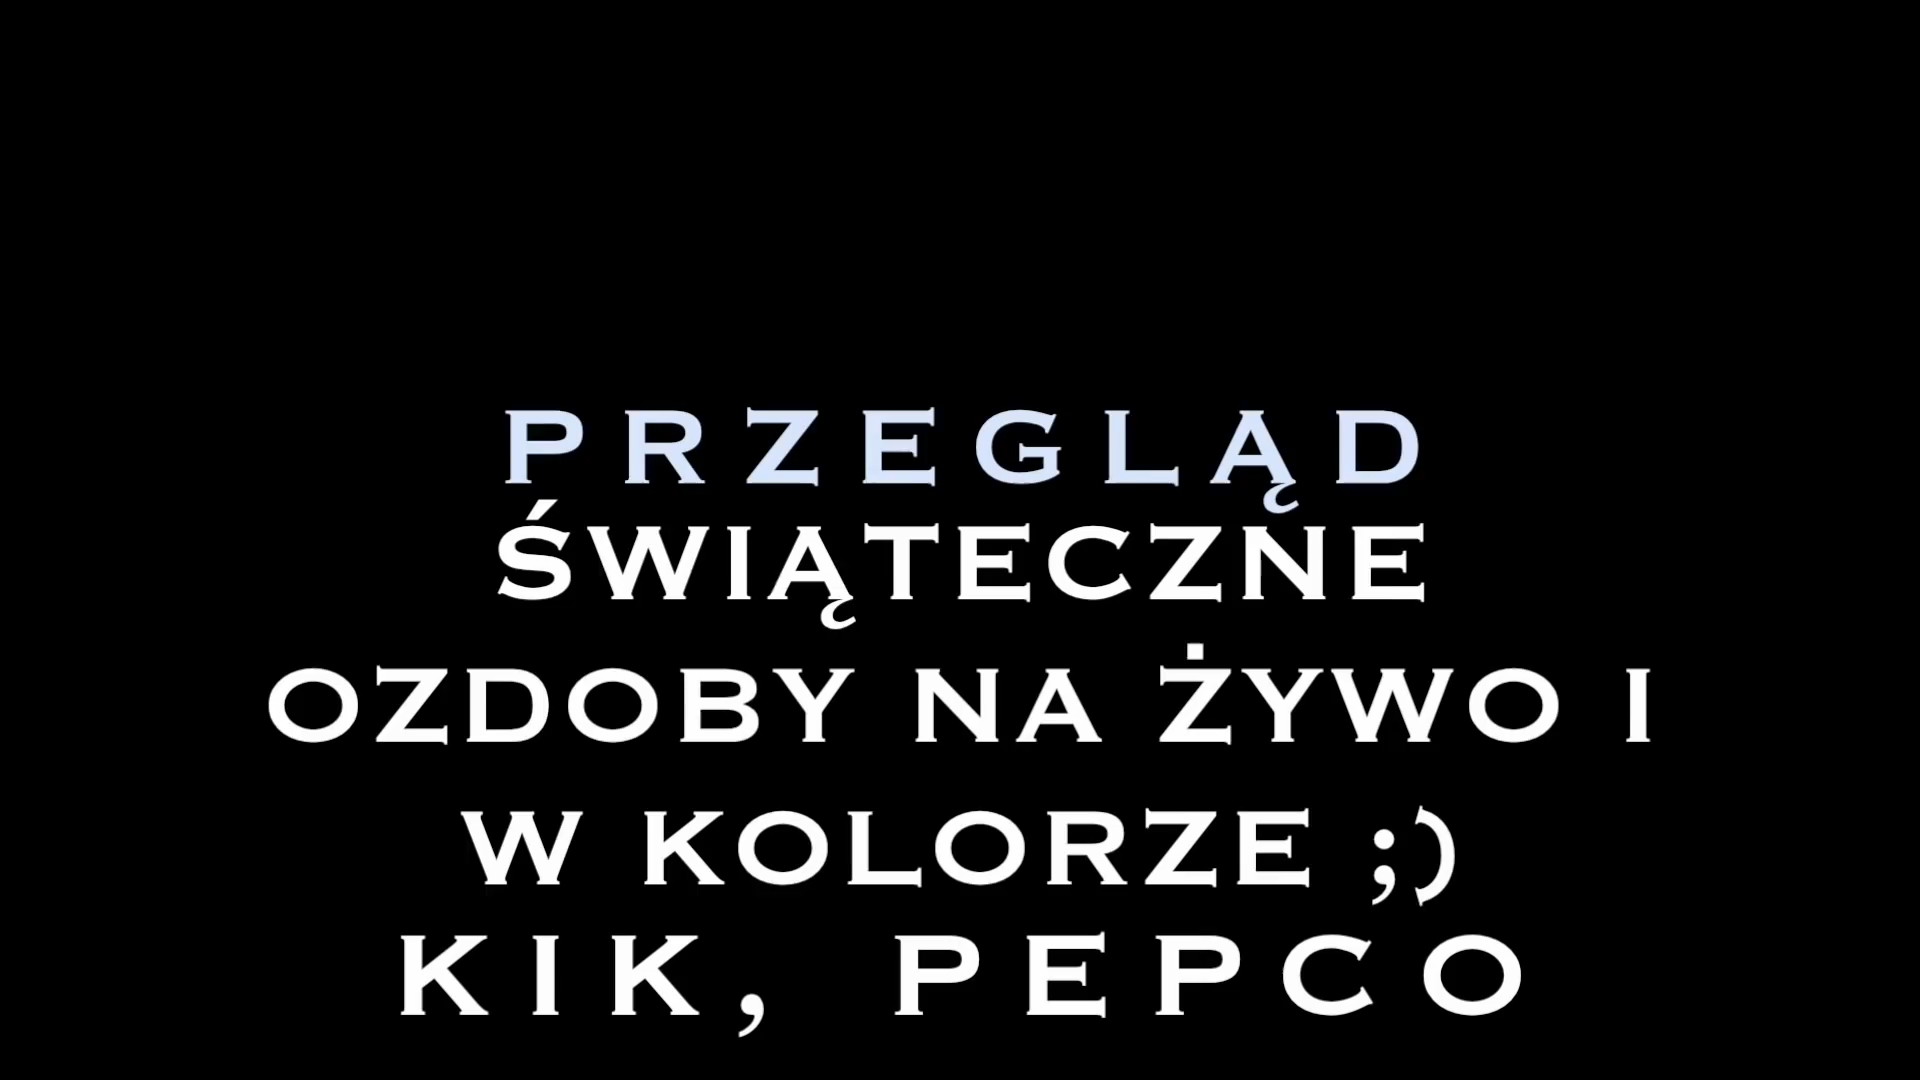 PRZEGLĄD
ŚWIĄTECZNE
OZDOBY NA ŻYWO I
W KOLORZE ;)
KIK, PEPCO